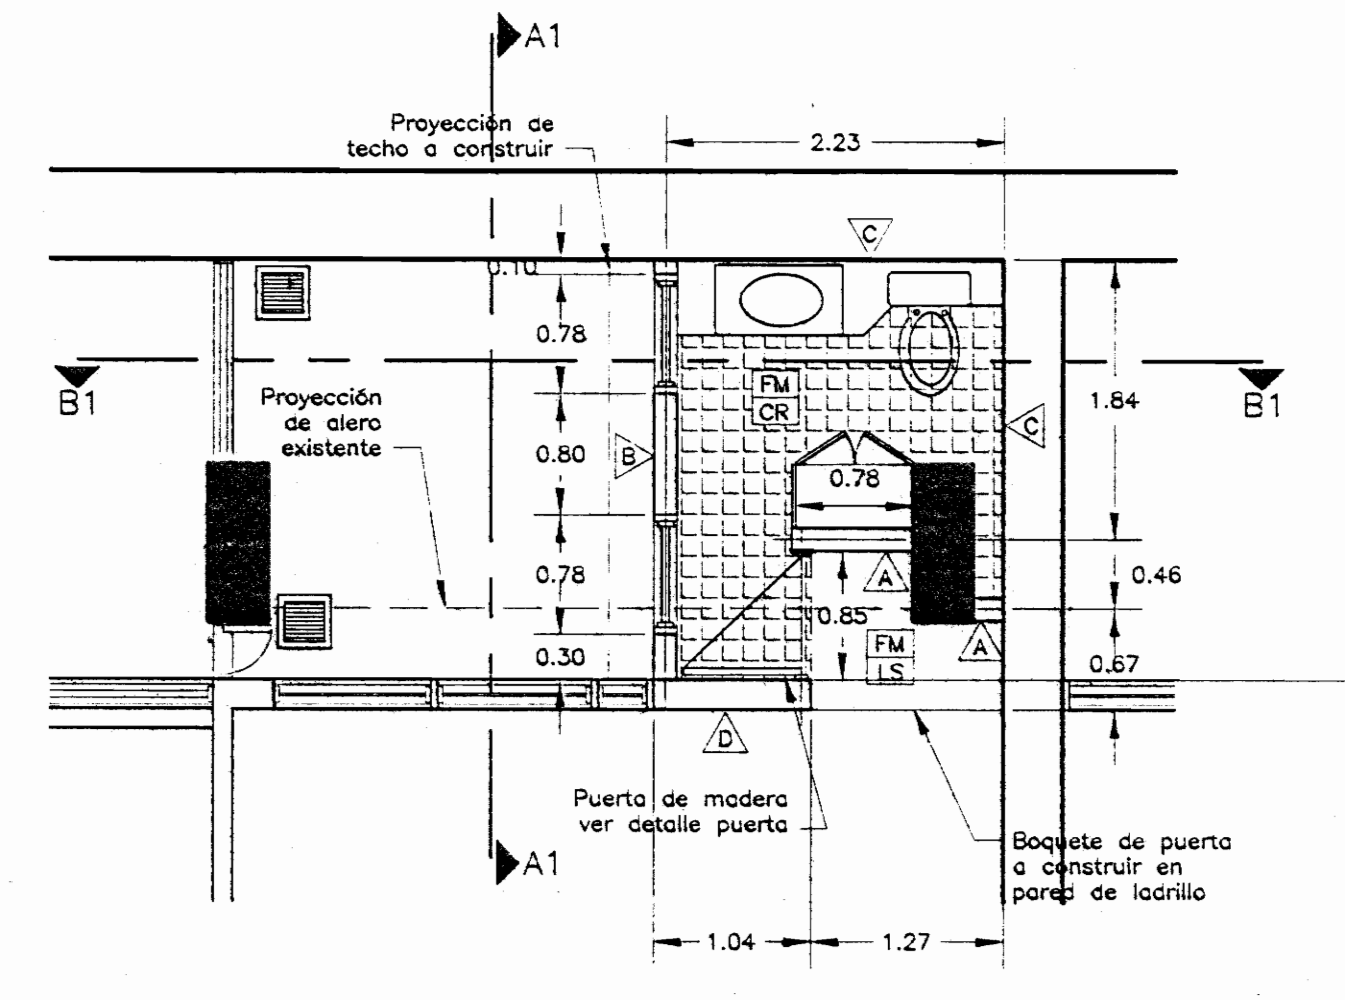 A1
Proyección de
techo a construir
2.23
C
0.10
0.78
B1
B1
Proyección
de alero
existente
FM
CR
1.84
C
0.80
B
0.78
0.78
A
0.46
0.85
FM
LS
A
0.30
0.67
D
Puerta de madera
ver detalle puerta
Boquete de puerta
a construir en
pared de ladrillo
A1
1.04
1.27